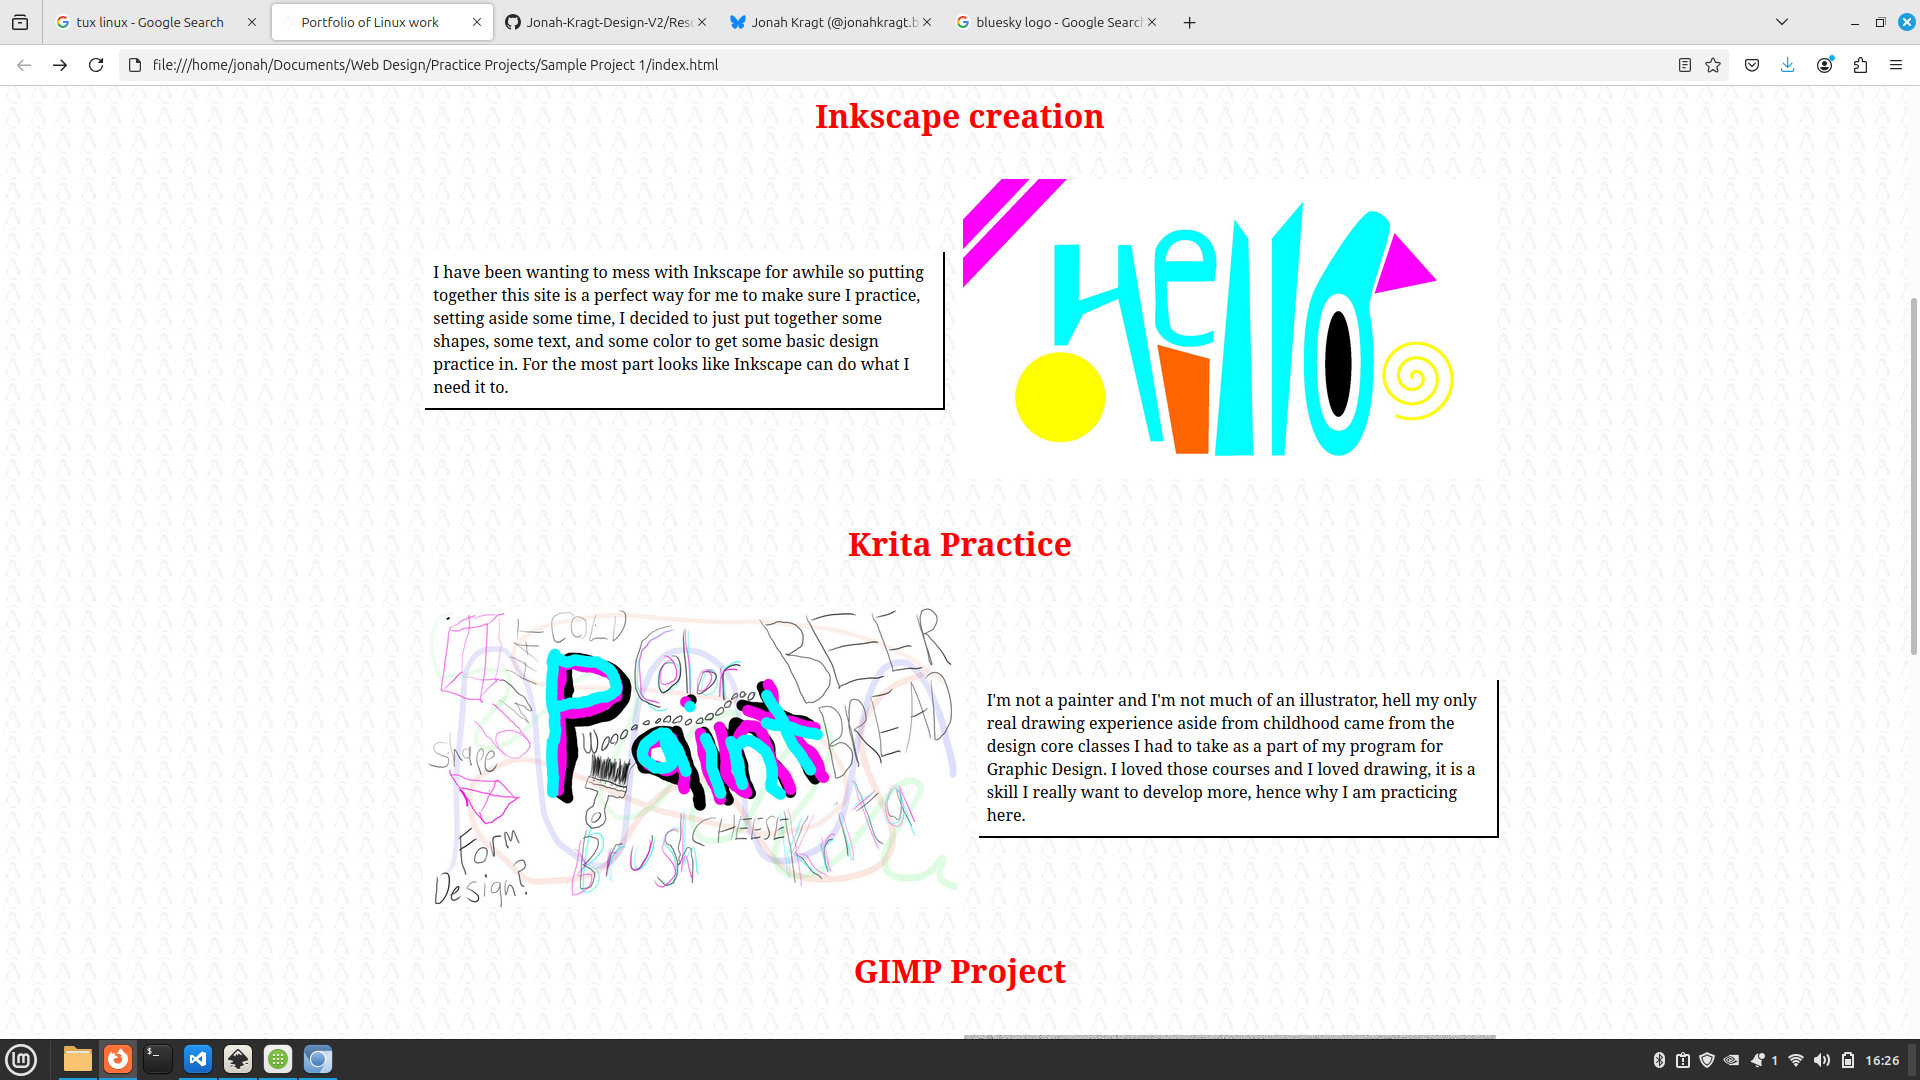 tux linux - Google Search
Portfolio of Linux work
Jonah-Kragt-Design-V2/Res
Jonah Kragt (@jonahkragt.b
bluesky logo - Google Search
file:///home/jonah/Documents/Web Design/Practice Projects/Sample Project 1/index.html
Inkscape creation
I have been wanting to mess with Inkscape for awhile so putting
together this site is a perfect way for me to make sure I practice,
setting aside some time, I decided to just put together some
shapes, some text, and some color to get some basic design
practice in. For the most part looks like Inkscape can do what I
need it to.
Hello
Krita Practice
COLD
Color
BEER
BREAD
Paint
Wooo
Shape
Form
Design?
Brush
CHEESE
Krita
I'm not a painter and I'm not much of an illustrator, hell my only
real drawing experience aside from childhood came from the
design core classes I had to take as a part of my program for
Graphic Design. I loved those courses and I loved drawing, it is a
skill I really want to develop more, hence why I am practicing
here.
GIMP Project
lm
$_
1
16:26